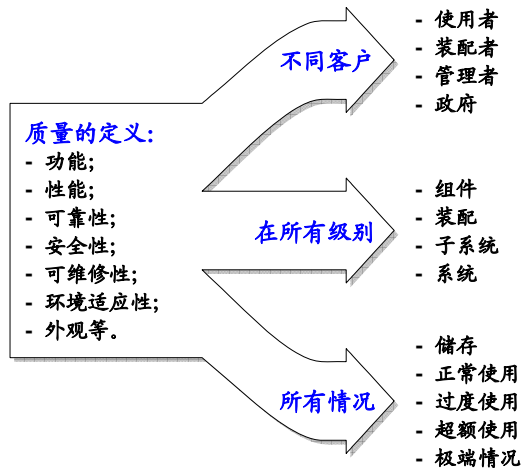 质量的定义:
- 功能;
- 性能;
- 可靠性;
- 安全性;
- 可维修性;
- 环境适应性;
- 外观等。
不同客户
- 使用者
- 装配者
- 管理者
- 政府
在所有级别
- 组件
- 装配
- 子系统
- 系统
所有情况
- 储存
- 正常使用
- 过度使用
- 超额使用
- 极端情况